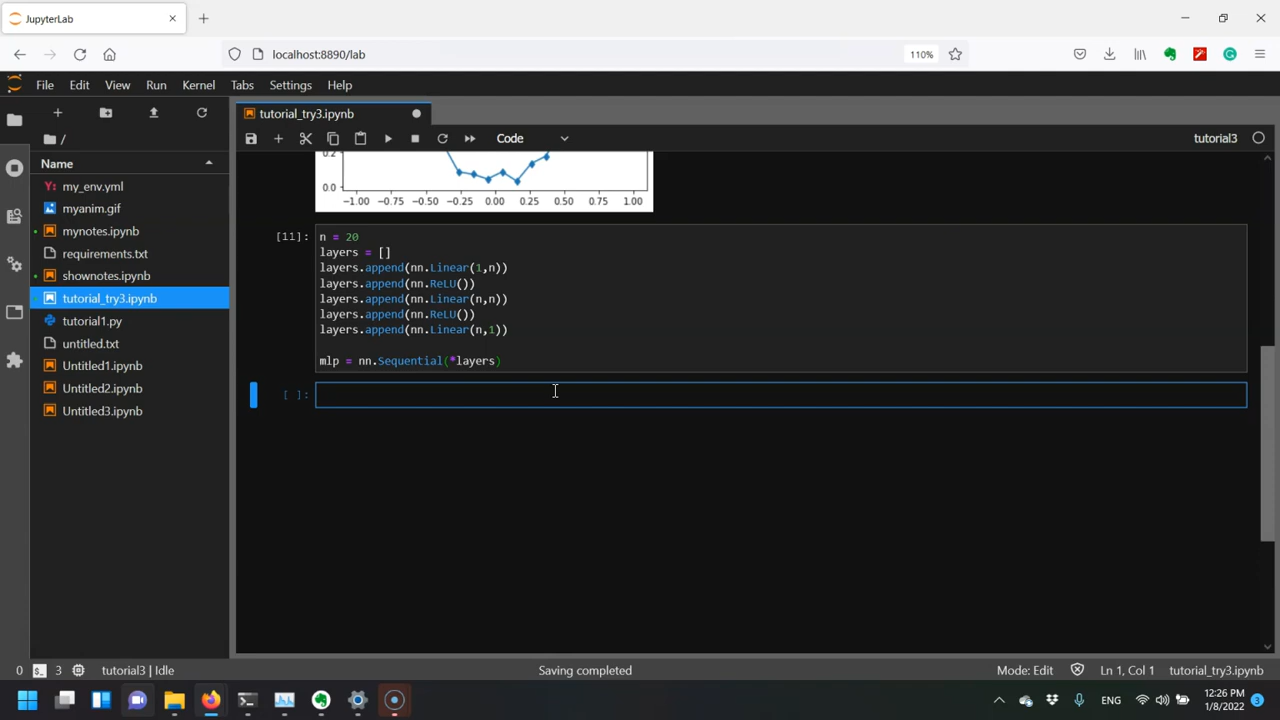 JupyterLab
localhost:8890/lab
110%
File Edit View Run Kernel Tabs Settings Help
tutorial_try3.ipynb
Code
tutorial3
/
Name
my_env.yml
myanim.gif
mynotes.ipynb
requirements.txt
shownotes.ipynb
tutorial_try3.ipynb
tutorial1.py
untitled.txt
Untitled1.ipynb
Untitled2.ipynb
Untitled3.ipynb
0.2
0.0
−1.00 −0.75 −0.50 −0.25 0.00 0.25 0.50 0.75 1.00
[11]: n = 20
layers = []
layers.append(nn.Linear(1,n))
layers.append(nn.ReLU())
layers.append(nn.Linear(n,n))
layers.append(nn.ReLU())
layers.append(nn.Linear(n,1))
mlp = nn.Sequential(*layers)
[ ]:
0 3 tutorial3 | Idle Saving completed Mode: Edit Ln 1, Col 1 tutorial_try3.ipynb
ENG
12:26 PM
1/8/2022
3